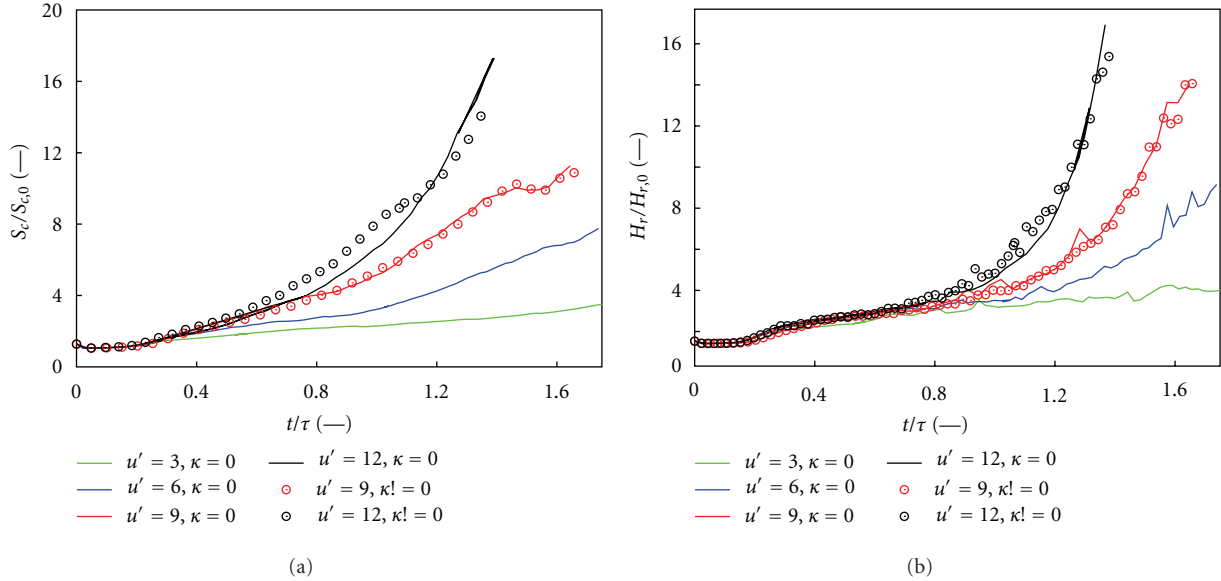 20
16
12
8
4
0
S_c/S_{c,0} (—)
0 0.4 0.8 1.2 1.6
t/τ (—)
u′ = 3, κ = 0
u′ = 6, κ = 0
u′ = 9, κ = 0
u′ = 12, κ = 0
u′ = 9, κ! = 0
u′ = 12, κ! = 0
(a)
16
12
8
4
0
H_r/H_{r,0} (—)
0 0.4 0.8 1.2 1.6
t/τ (—)
u′ = 3, κ = 0
u′ = 6, κ = 0
u′ = 9, κ = 0
u′ = 12, κ = 0
u′ = 9, κ! = 0
u′ = 12, κ! = 0
(b)